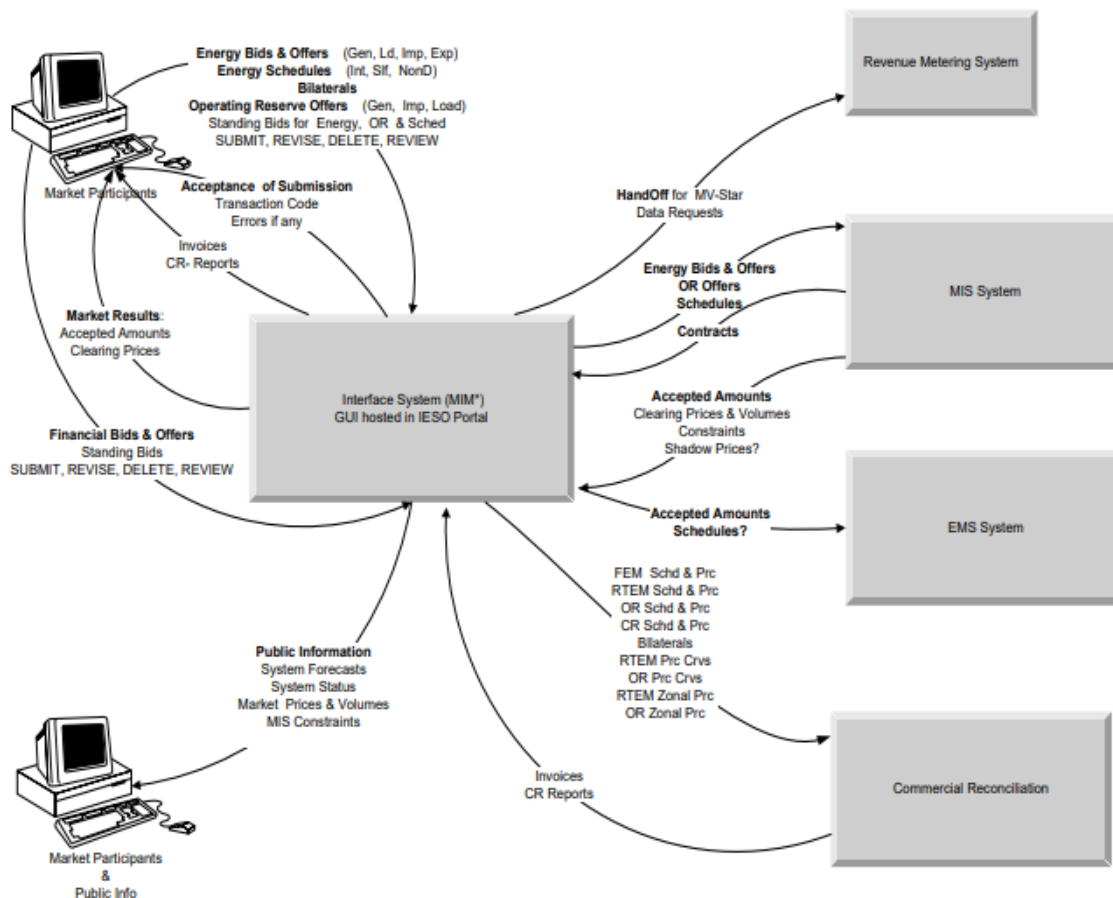 Energy Bids & Offers (Gen, Ld, Imp, Exp)
Energy Schedules (Int, Slf, NonD)
Bilaterals
Operating Reserve Offers (Gen, Imp, Load)
Standing Bids for Energy, OR & Sched
SUBMIT, REVISE, DELETE, REVIEW
Market Participants
Acceptance of Submission
Transaction Code
Errors if any
Invoices
CR- Reports
Market Results:
Accepted Amounts
Clearing Prices
Financial Bids & Offers
Standing Bids
SUBMIT, REVISE, DELETE, REVIEW
Interface System (MIM*)
GUI hosted in IESO Portal
Revenue Metering System
HandOff for MV-Star
Data Requests
Energy Bids & Offers
OR Offers
Schedules
Contracts
MIS System
Accepted Amounts
Clearing Prices & Volumes
Constraints
Shadow Prices?
Accepted Amounts
Schedules?
EMS System
FEM Schd & Prc
RTEM Schd & Prc
OR Schd & Prc
CR Schd & Prc
Bilaterals
RTEM Prc Crvs
OR Prc Crvs
RTEM Zonal Prc
OR Zonal Prc
Public Information
System Forecasts
System Status
Market Prices & Volumes
MIS Constraints
Invoices
CR Reports
Commercial Reconciliation
Market Participants
&
Public Info